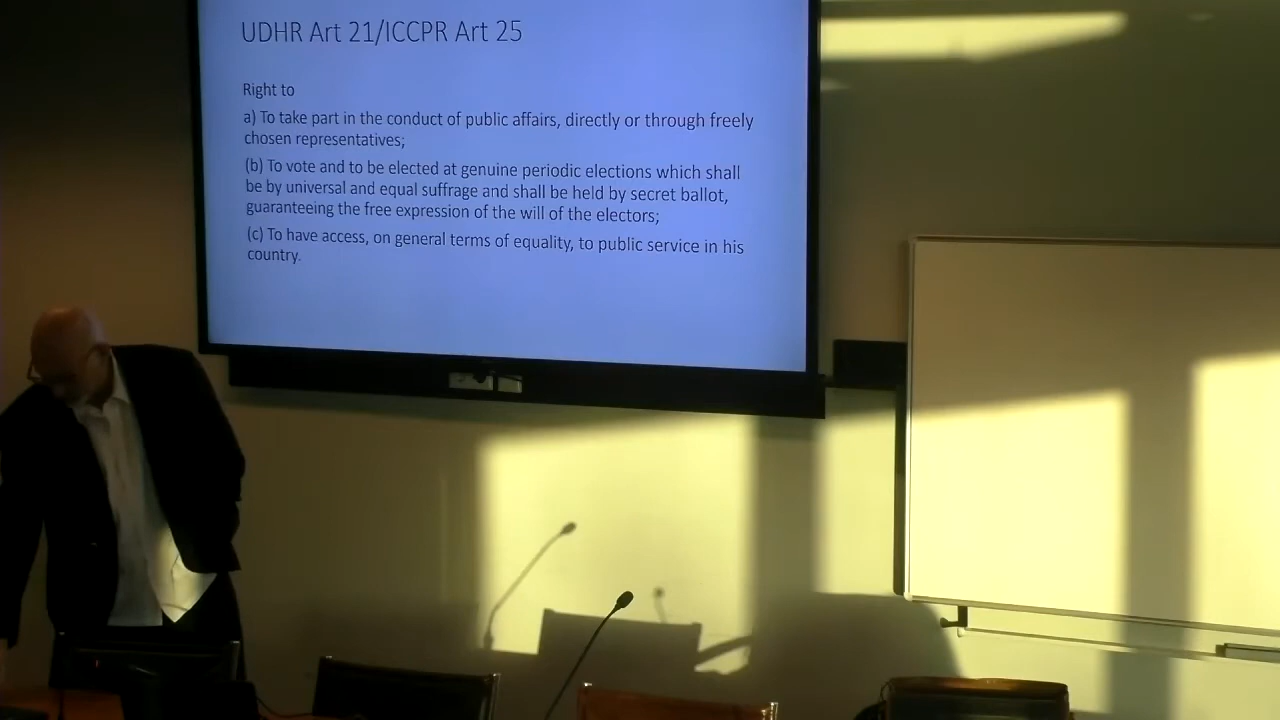 UDHR Art 21/ICCPR Art 25
Right to
a) To take part in the conduct of public affairs, directly or through freely
chosen representatives;
(b) To vote and to be elected at genuine periodic elections which shall
be by universal and equal suffrage and shall be held by secret ballot,
guaranteeing the free expression of the will of the electors;
(c) To have access, on general terms of equality, to public service in his
country.